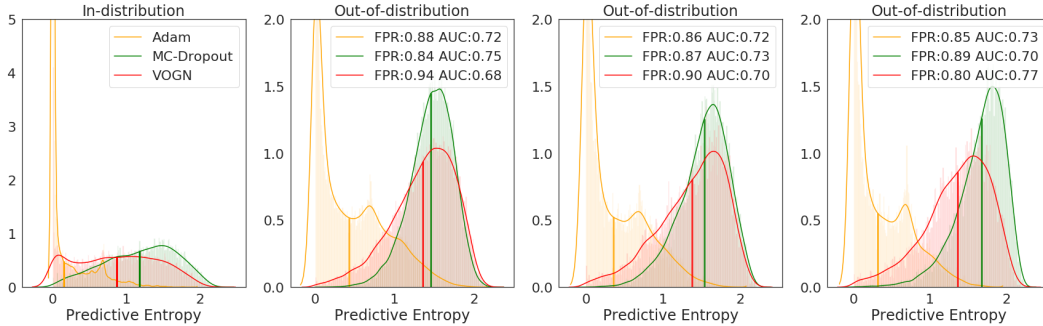 In-distribution
5
4
3
2
1
0
0
1
2
Predictive Entropy
Adam
MC-Dropout
VOGN
Out-of-distribution
2.0
1.5
1.0
0.5
0.0
0
1
2
Predictive Entropy
FPR:0.88 AUC:0.72
FPR:0.84 AUC:0.75
FPR:0.94 AUC:0.68
Out-of-distribution
2.0
1.5
1.0
0.5
0.0
0
1
2
Predictive Entropy
FPR:0.86 AUC:0.72
FPR:0.87 AUC:0.73
FPR:0.90 AUC:0.70
Out-of-distribution
2.0
1.5
1.0
0.5
0.0
0
1
2
Predictive Entropy
FPR:0.85 AUC:0.73
FPR:0.89 AUC:0.70
FPR:0.80 AUC:0.77